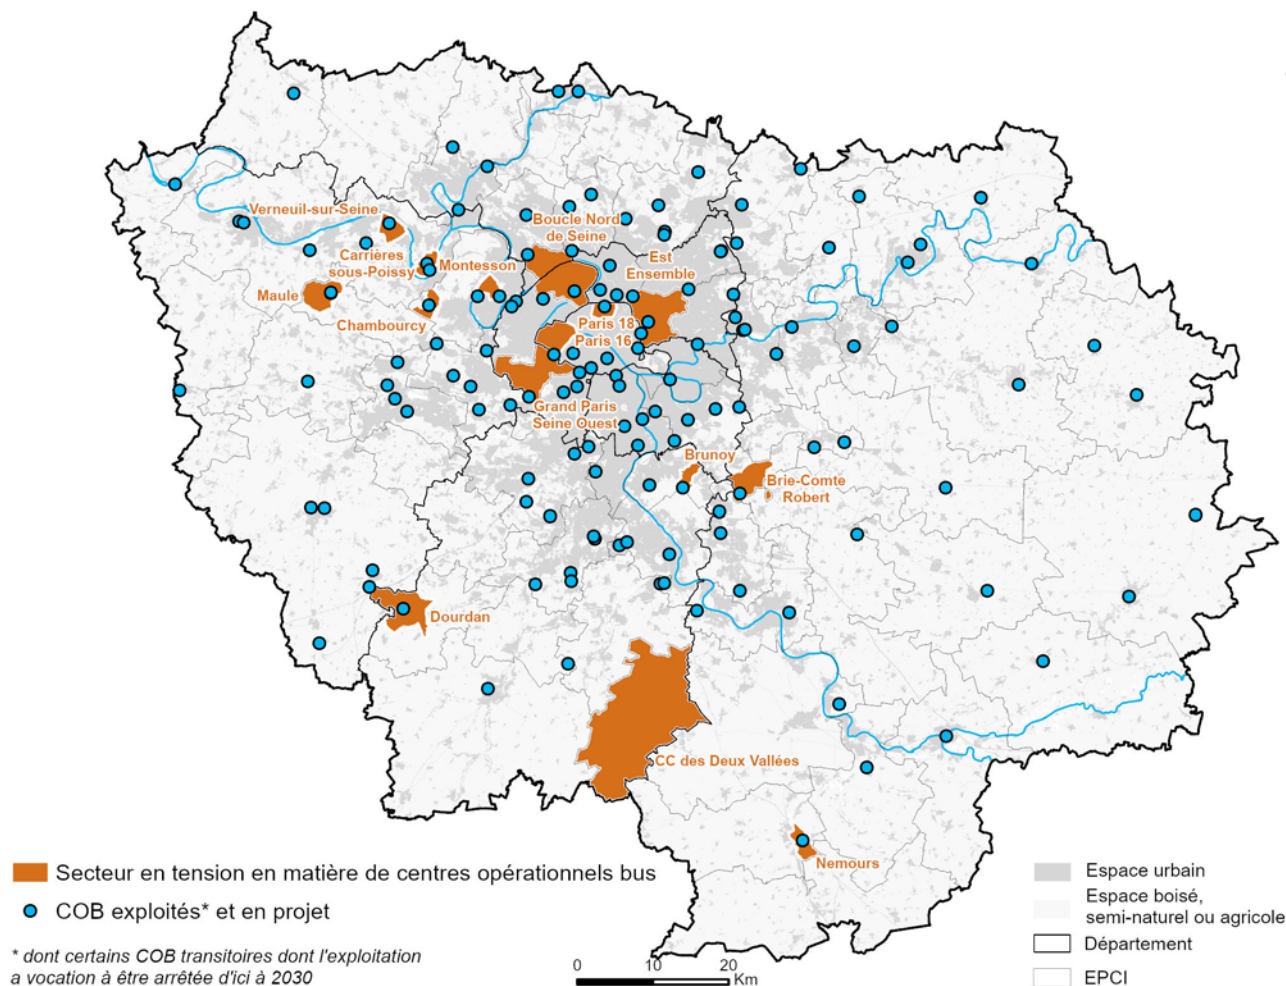 Verneuil-sur-Seine
Boucle Nord
de Seine
Carrières
sous-Poissy
Montesson
Est
Ensemble
Maule
Chambourcy
Paris 18
Paris 16
Grand Paris
Seine Ouest
Brunoy
Brie-Comte
Robert
Dourdan
CC des Deux Vallées
Nemours
Secteur en tension en matière de centres opérationnels bus
COB exploités* et en projet
* dont certains COB transitoires dont l'exploitation
a vocation à être arrêtée d'ici à 2030
0 10 20
Km
Espace urbain
Espace boisé,
semi-naturel ou agricole
Département
EPCI